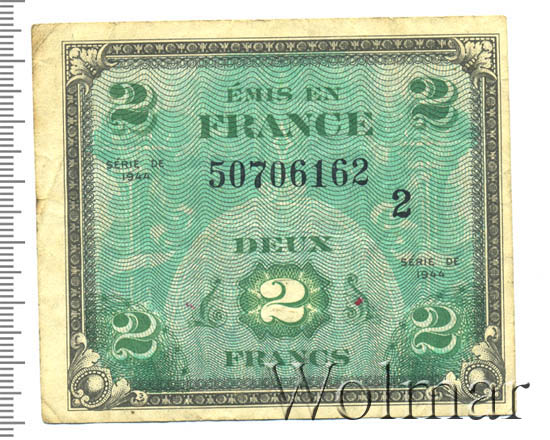 2 2
ÉMIS EN
FRANCE
SÉRIE DE
1944
50706162
2
DEUX
SÉRIE DE
1944
2
2 2
FRANCS
Wolmar